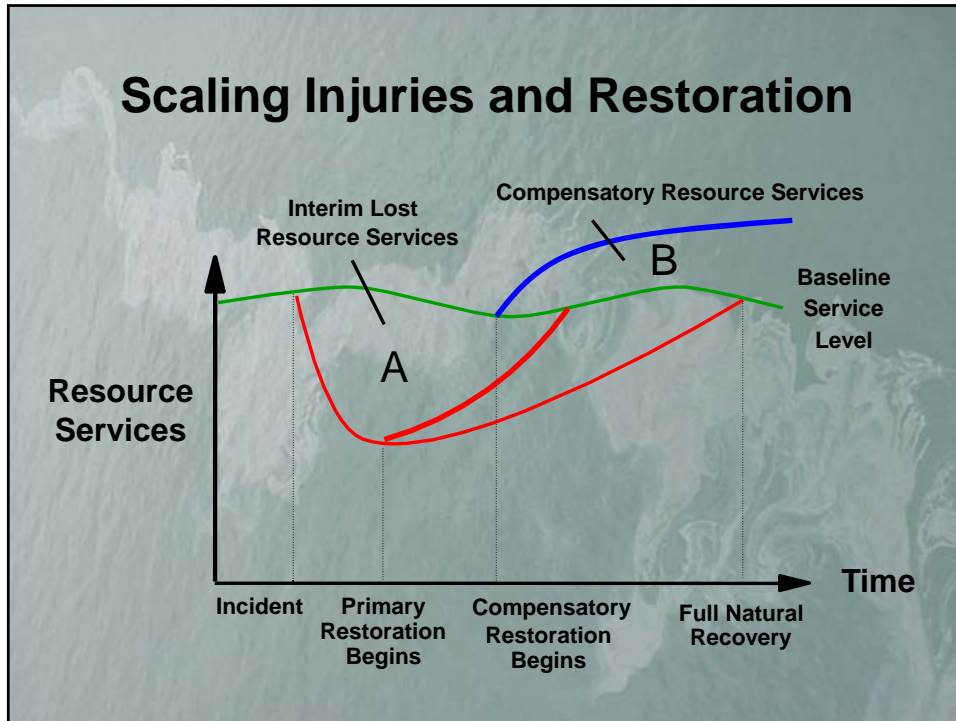 Scaling Injuries and Restoration
Compensatory Resource Services
Interim Lost
Resource Services
B
Baseline
Service
Level
A
Resource
Services
Time
Incident
Primary
Restoration
Begins
Compensatory
Restoration
Begins
Full Natural
Recovery